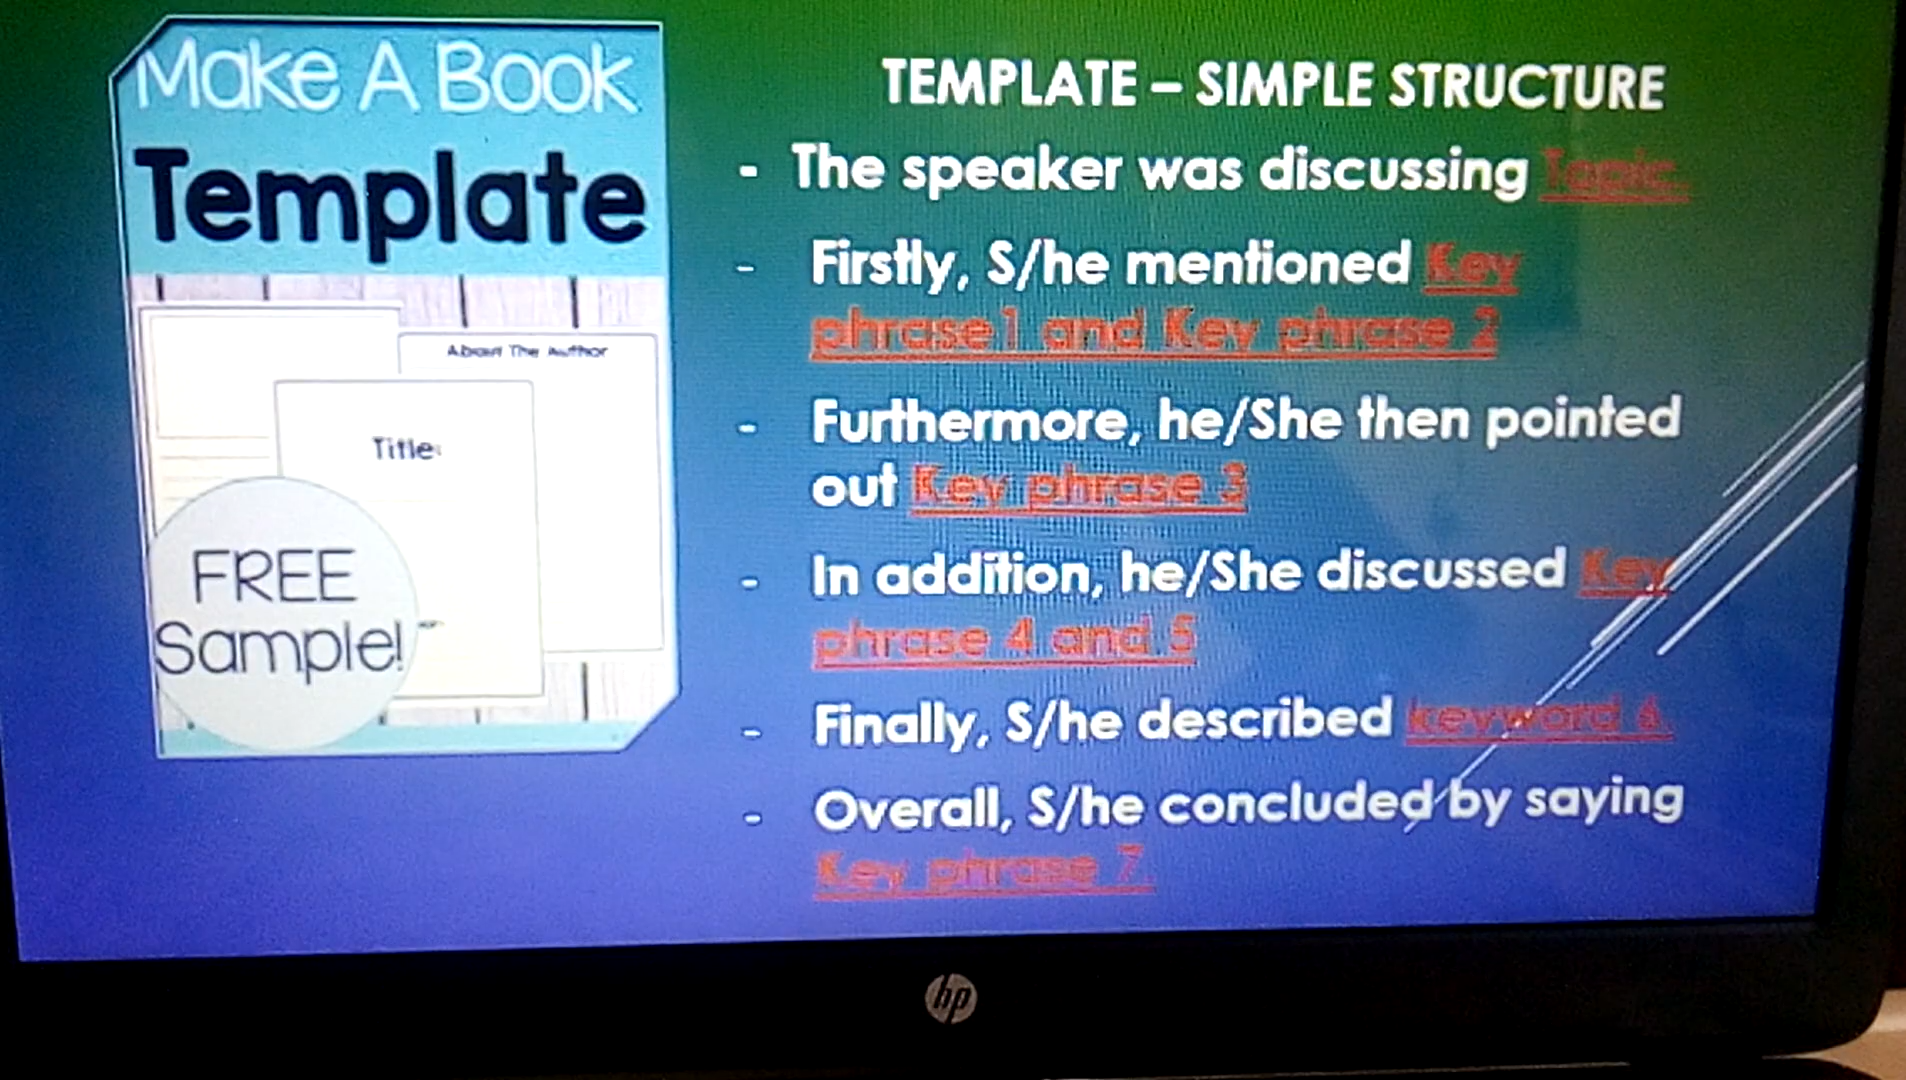 Make A Book
Template
About The Author
Title:
FREE
Sample!
TEMPLATE – SIMPLE STRUCTURE
- The speaker was discussing Topic.
- Firstly, S/he mentioned Key
phrase1 and Key phrase 2
- Furthermore, he/She then pointed
out Key phrase 3
- In addition, he/She discussed Key
phrase 4 and 5
- Finally, S/he described keyword 6.
- Overall, S/he concluded by saying
Key phrase 7.
hp